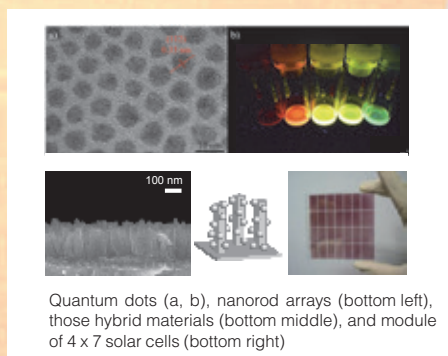 a)
b)
100 nm
Quantum dots (a, b), nanorod arrays (bottom left),
those hybrid materials (bottom middle), and module
of 4 x 7 solar cells (bottom right)